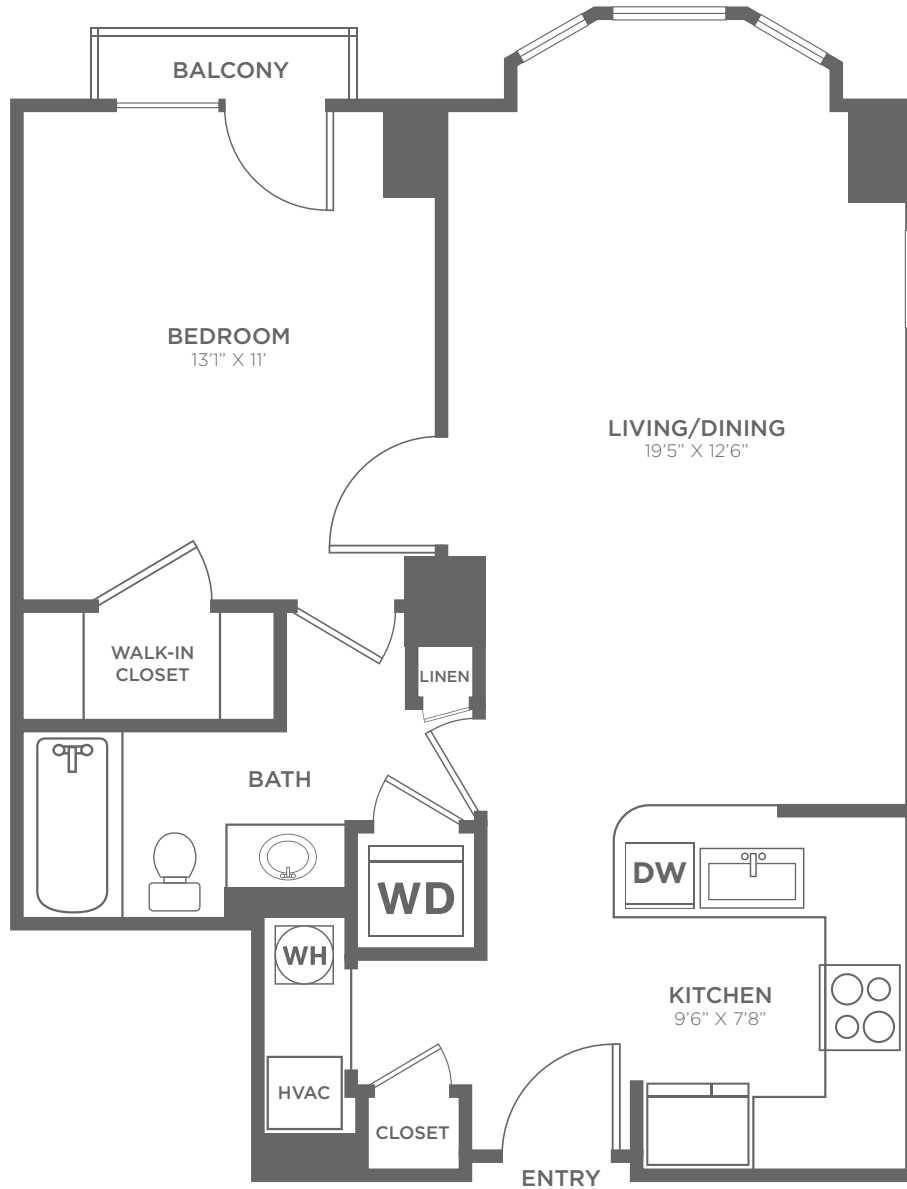 BALCONY
BEDROOM
13’1” X 11’
LIVING/DINING
19’5” X 12’6”
WALK-IN
CLOSET
LINEN
BATH
DW
WD
WH
KITCHEN
9’6” X 7’8”
HVAC
CLOSET
ENTRY